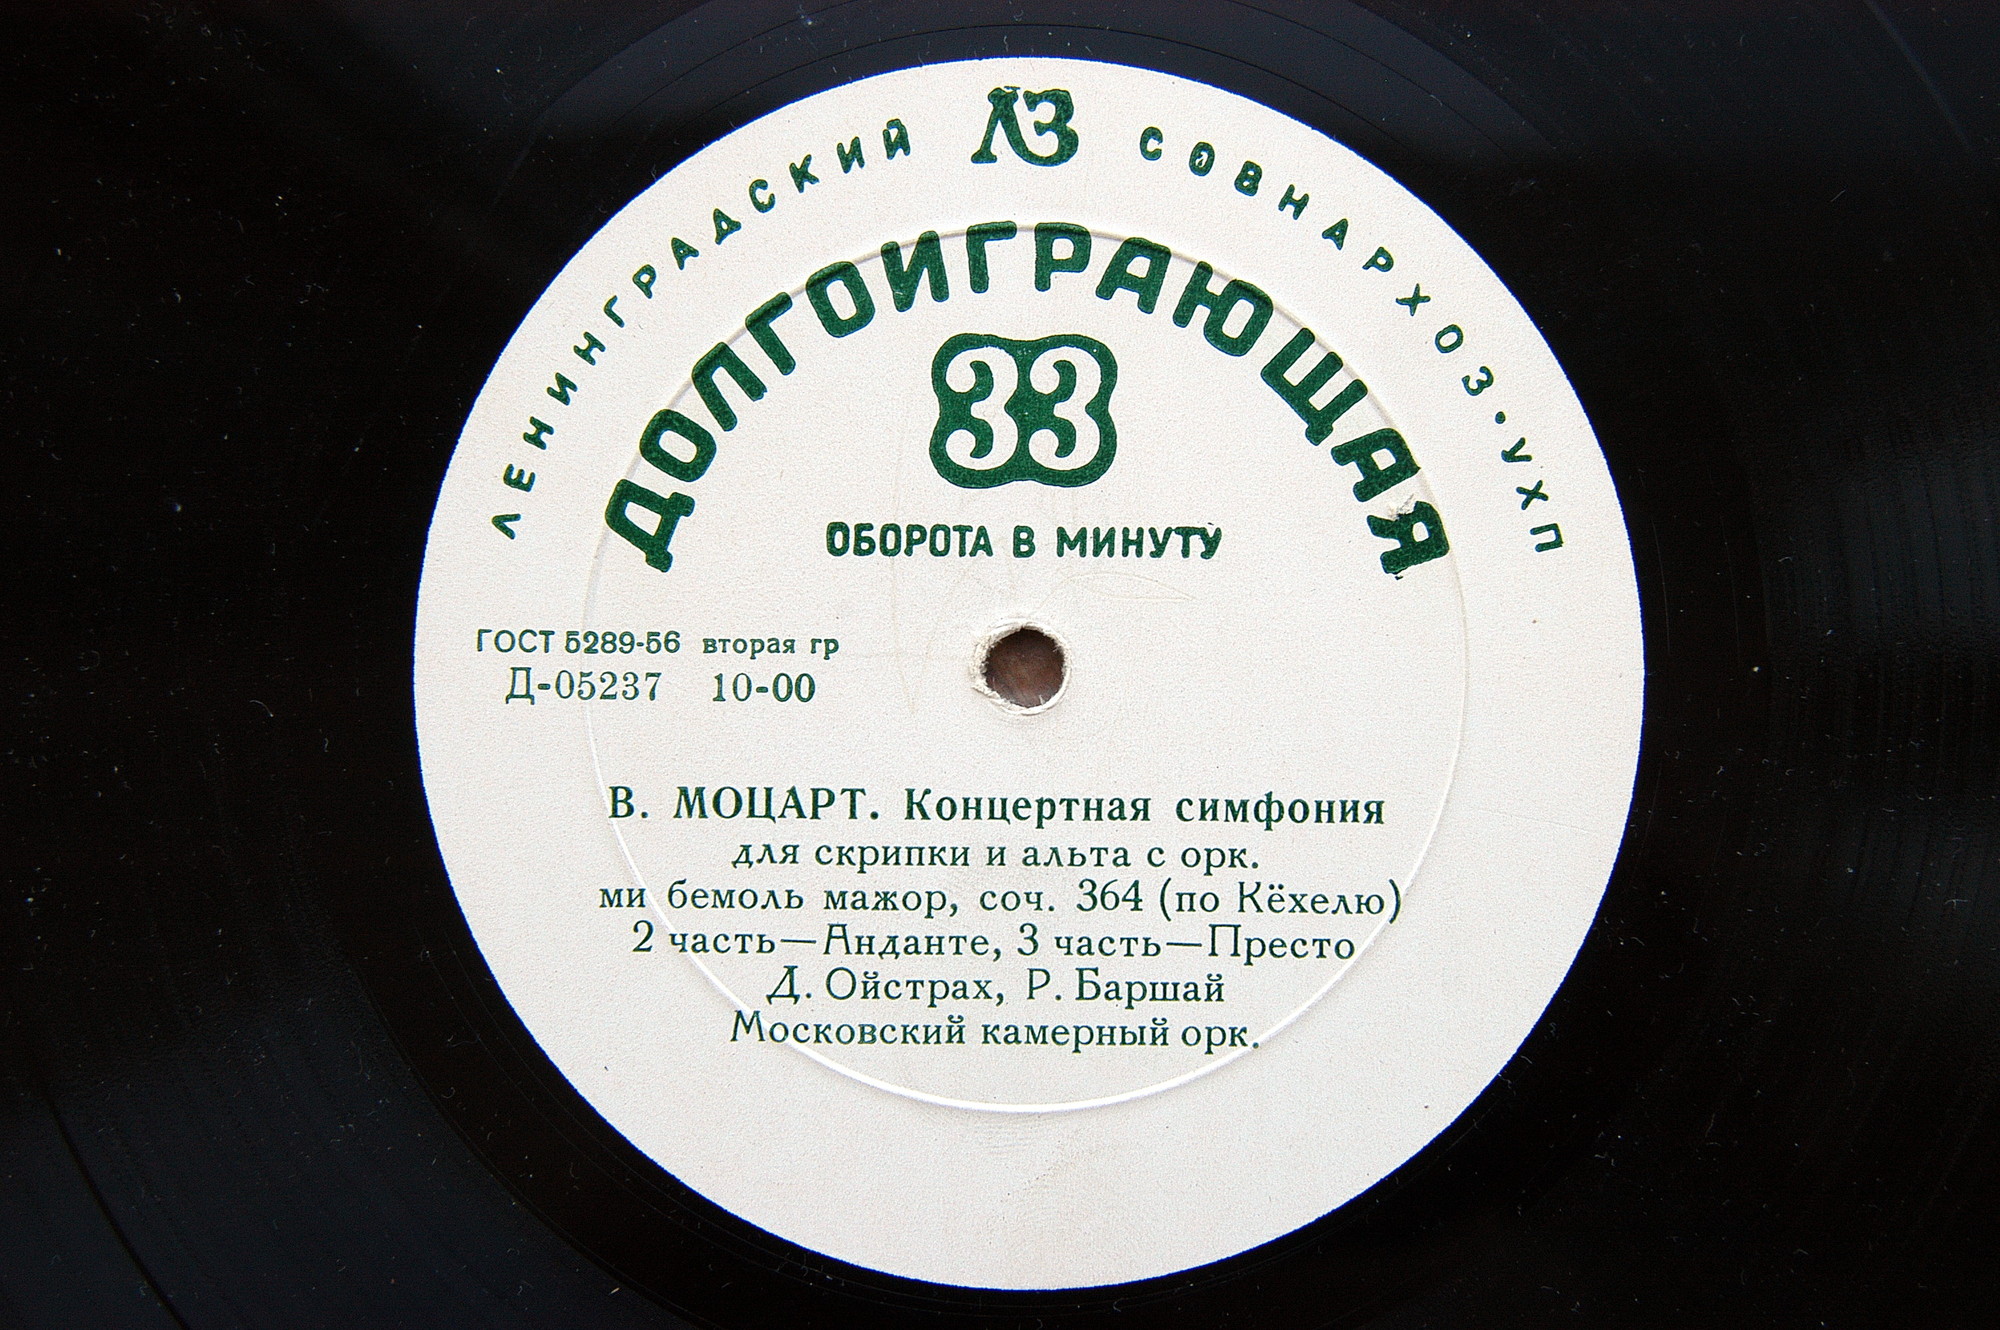 ЛЕНИНГРАДСКИЙ ЛЗ СОВНАРХОЗ·УХП
ДОЛГОИГРАЮЩАЯ
33
ОБОРОТА В МИНУТУ
ГОСТ 5289-56 вторая гр
Д-05237 10-00
В. МОЦАРТ. Концертная симфония
для скрипки и альта с орк.
ми бемоль мажор, соч. 364 (по Кёхелю)
2 часть—Анданте, 3 часть—Престо
Д. Ойстрах, Р. Баршай
Московский камерный орк.